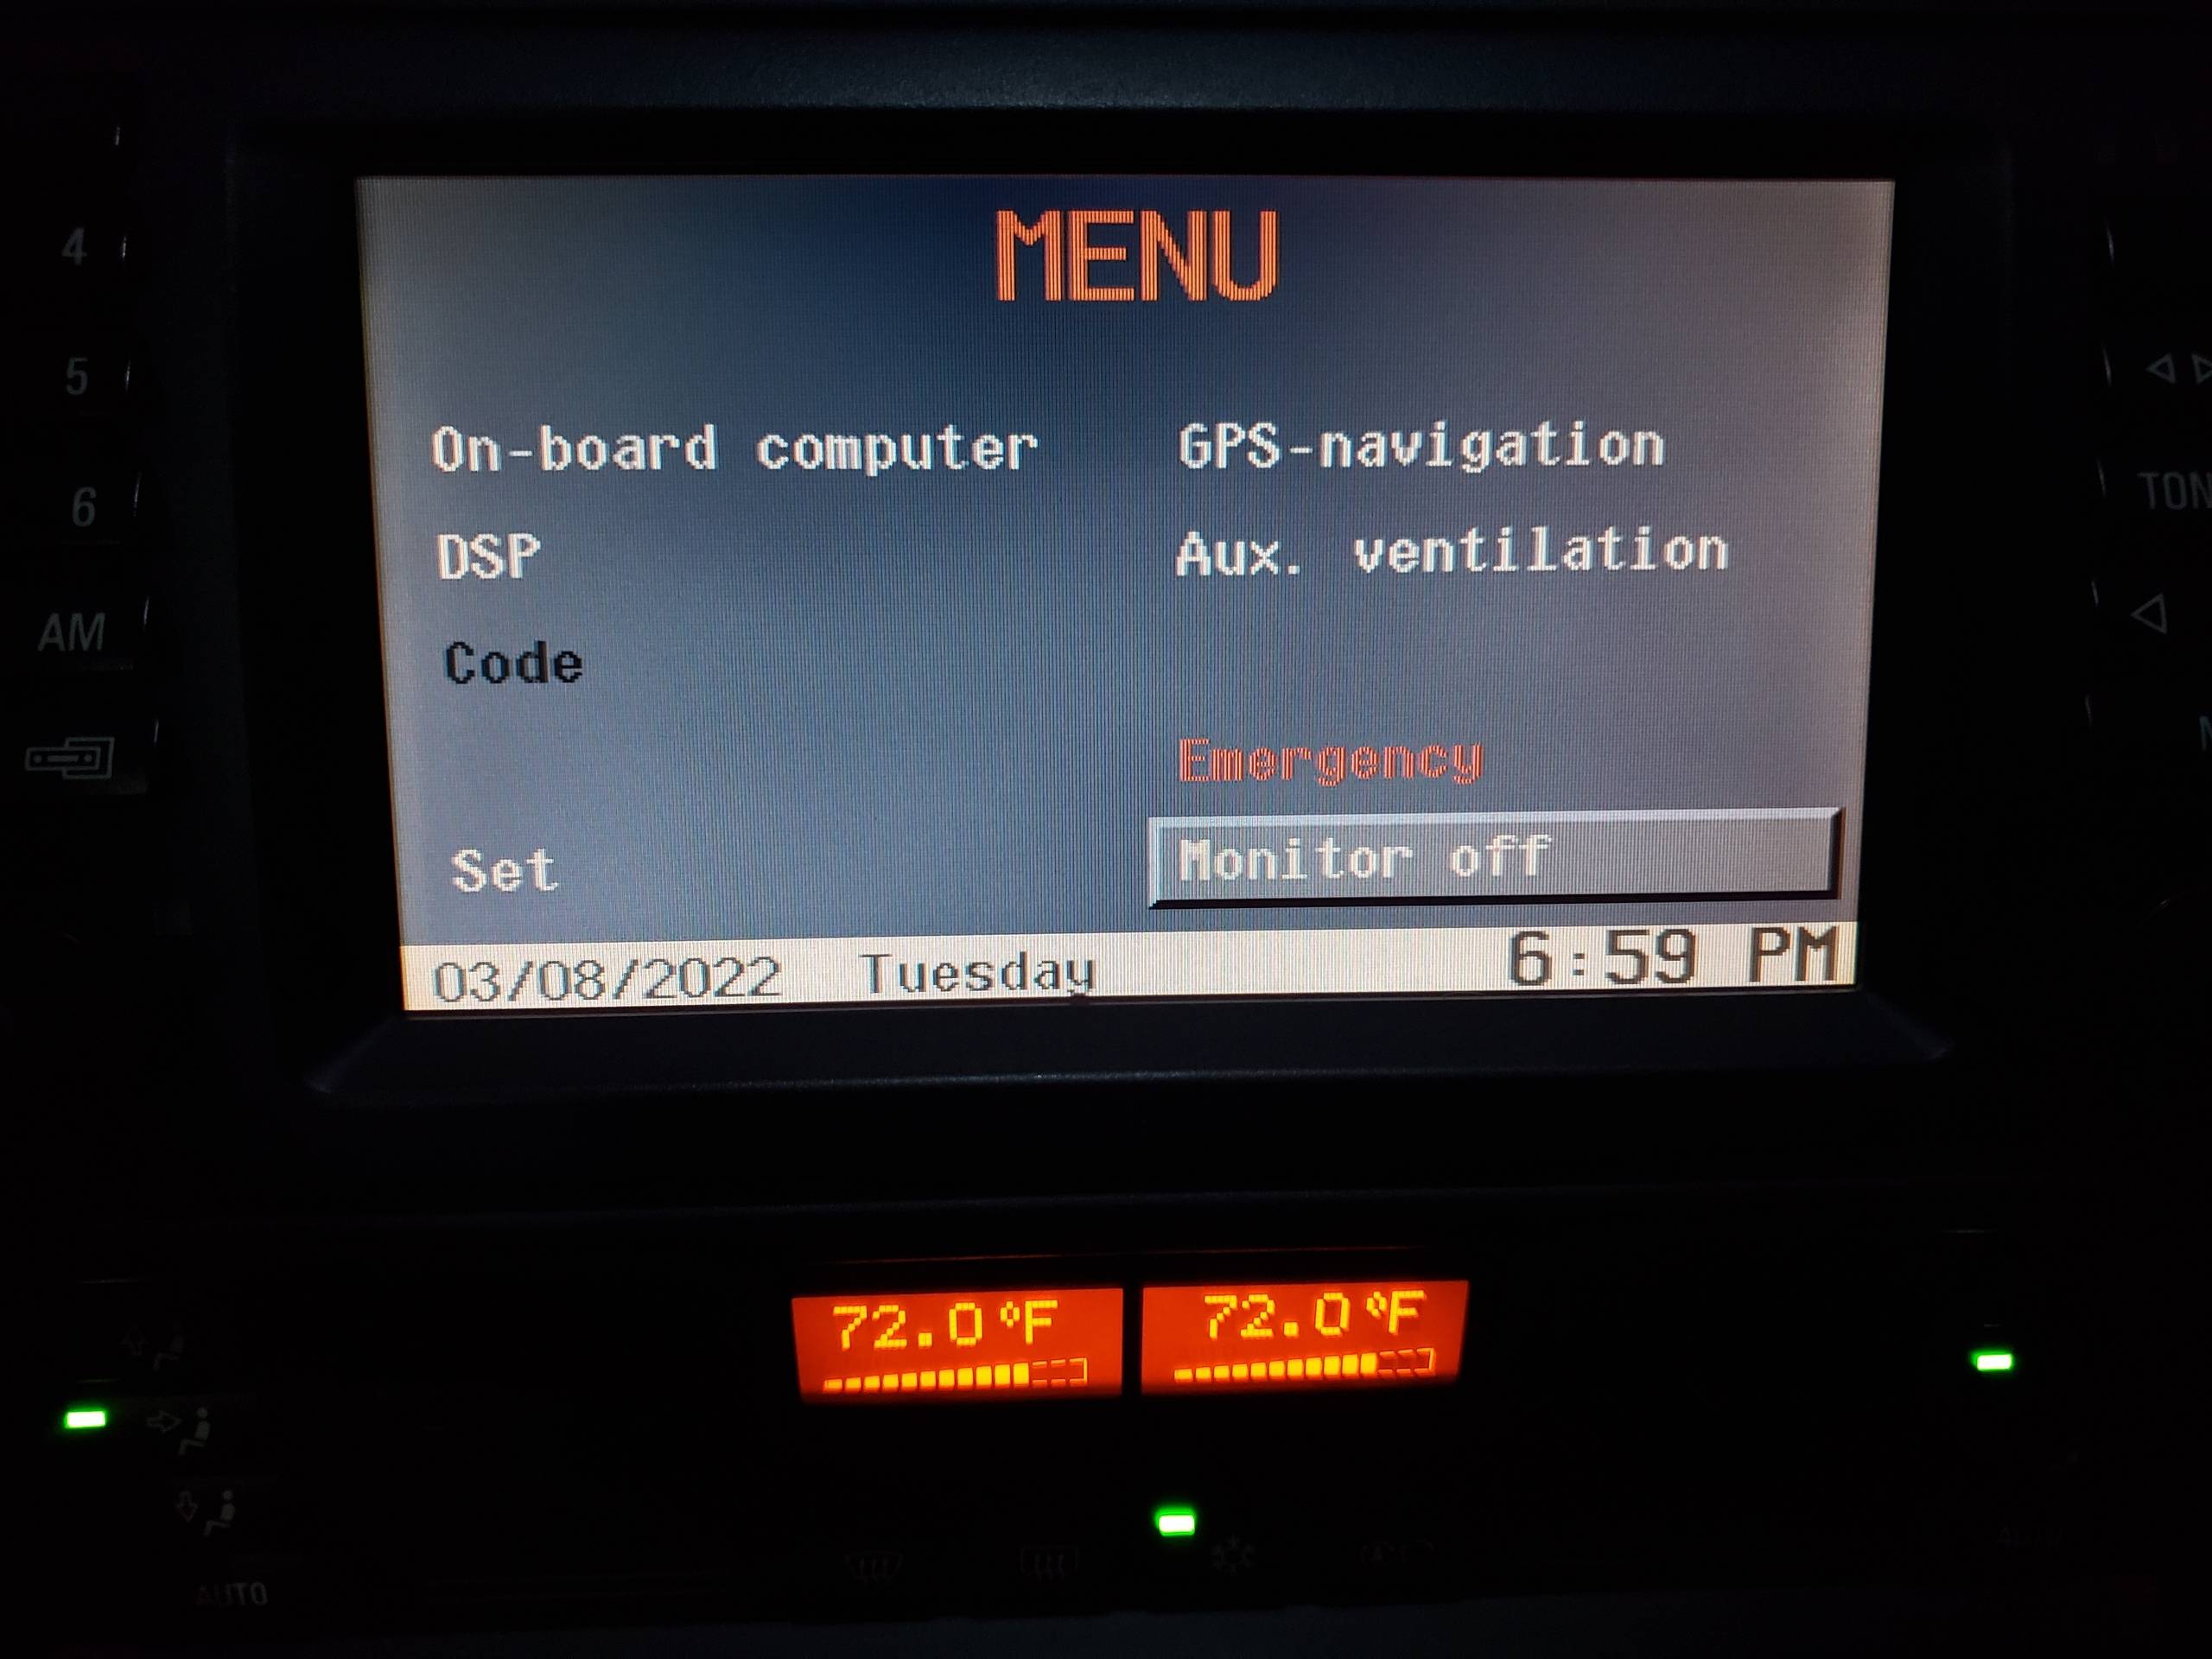 MENU
4
5
6
AM
TON
On-board computer
GPS-navigation
DSP
Aux. ventilation
Code
Emergency
Set
Monitor off
03/08/2022 Tuesday 6:59 PM
72.0°F 72.0°F
AUTO